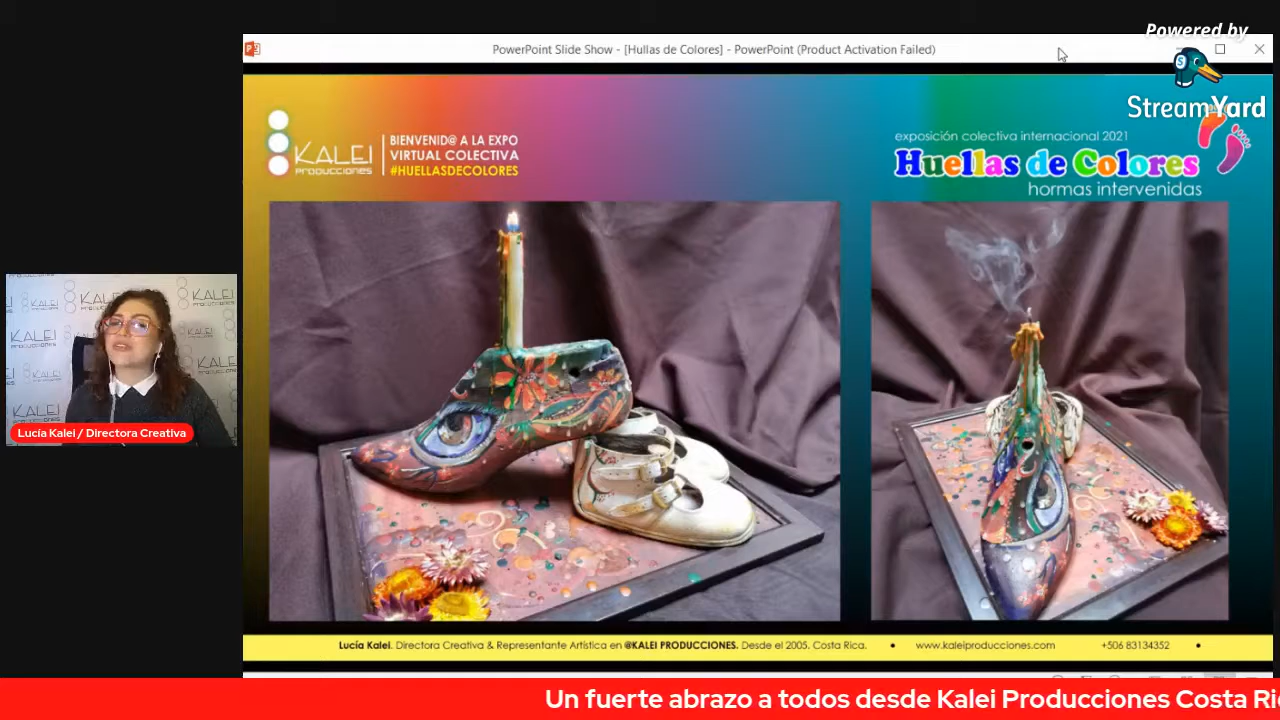 Powered by
StreamYard
PowerPoint Slide Show - [Hullas de Colores] - PowerPoint (Product Activation Failed)
KALEI
PRODUCCIONES
BIENVENID@ A LA EXPO
VIRTUAL COLECTIVA
#HUELLASDECOLORES
exposición colectiva internacional 2021
Huellas de Colores
hormas intervenidas
Lucía Kalei / Directora Creativa
Lucía Kalei. Directora Creativa & Representante Artística en @KALEI PRODUCCIONES. Desde el 2005. Costa Rica. • www.kaleiproducciones.com +506 83134352 •
Un fuerte abrazo a todos desde Kalei Producciones Costa Ri